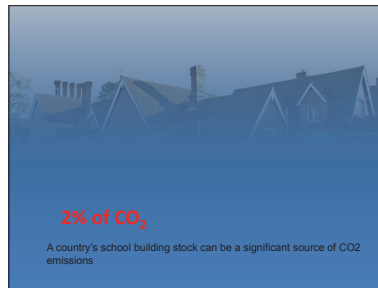 2% of CO₂
A country's school building stock can be a significant source of CO2
emissions